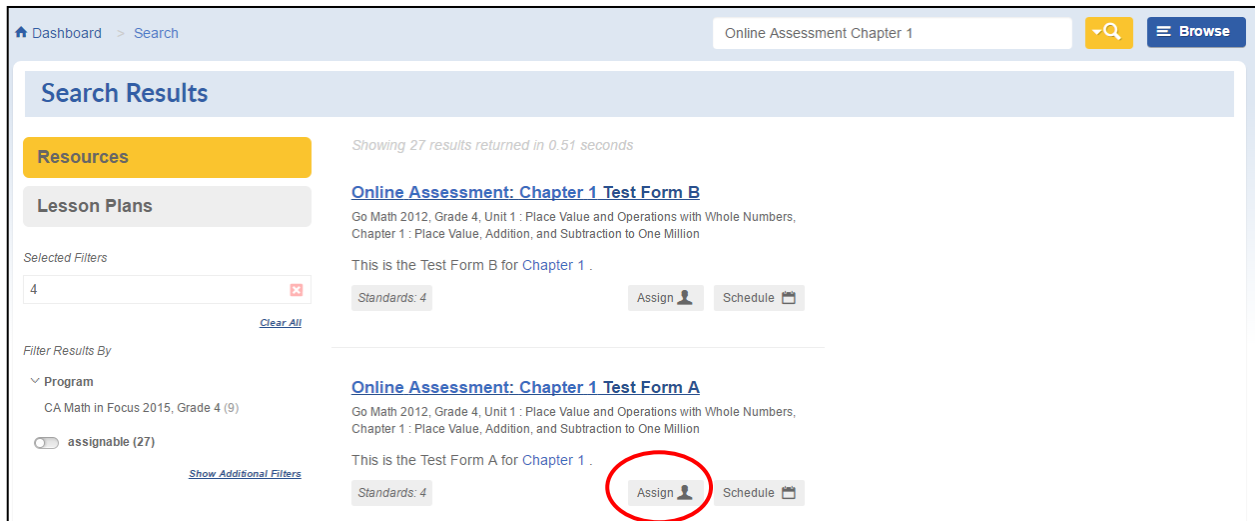 Dashboard > Search
Online Assessment Chapter 1
Browse
Search Results
Resources
Lesson Plans
Selected Filters
4
Clear All
Filter Results By
Program
CA Math in Focus 2015, Grade 4 (9)
assignable (27)
Show Additional Filters
Showing 27 results returned in 0.51 seconds
Online Assessment: Chapter 1 Test Form B
Go Math 2012, Grade 4, Unit 1 : Place Value and Operations with Whole Numbers,
Chapter 1 : Place Value, Addition, and Subtraction to One Million
This is the Test Form B for Chapter 1 .
Standards: 4
Assign
Schedule
Online Assessment: Chapter 1 Test Form A
Go Math 2012, Grade 4, Unit 1 : Place Value and Operations with Whole Numbers,
Chapter 1 : Place Value, Addition, and Subtraction to One Million
This is the Test Form A for Chapter 1 .
Standards: 4
Assign
Schedule